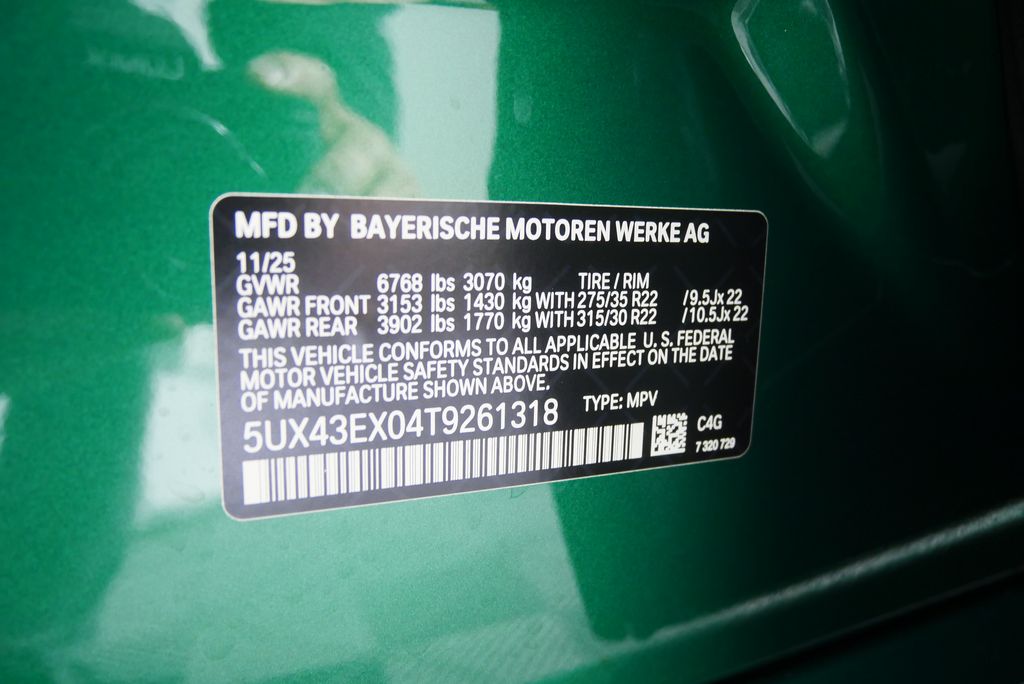 MFD BY BAYERISCHE MOTOREN WERKE AG
11/25
GVWR 6768 lbs 3070 kg TIRE / RIM
GAWR FRONT 3153 lbs 1430 kg WITH 275/35 R22 /9.5Jx 22
GAWR REAR 3902 lbs 1770 kg WITH 315/30 R22 /10.5Jx 22
THIS VEHICLE CONFORMS TO ALL APPLICABLE U. S. FEDERAL
MOTOR VEHICLE SAFETY STANDARDS IN EFFECT ON THE DATE
OF MANUFACTURE SHOWN ABOVE.
TYPE: MPV
5UX43EX04T9261318
C4G
7 320 729